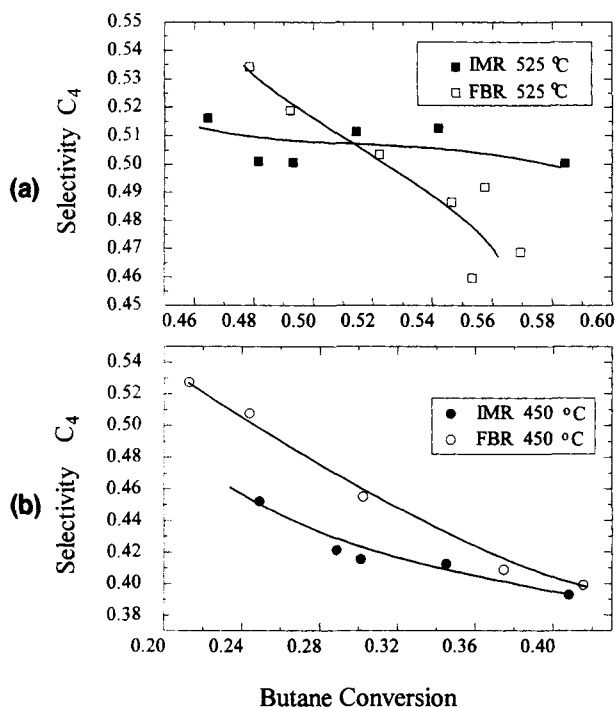 (a)
Selectivity C4
0.55
0.54
0.53
0.52
0.51
0.50
0.49
0.48
0.47
0.46
0.45
IMR 525 °C
FBR 525 °C
0.46 0.48 0.50 0.52 0.54 0.56 0.58 0.60
(b)
Selectivity C4
0.54
0.52
0.50
0.48
0.46
0.44
0.42
0.40
0.38
IMR 450 °C
FBR 450 °C
0.20 0.24 0.28 0.32 0.36 0.40
Butane Conversion